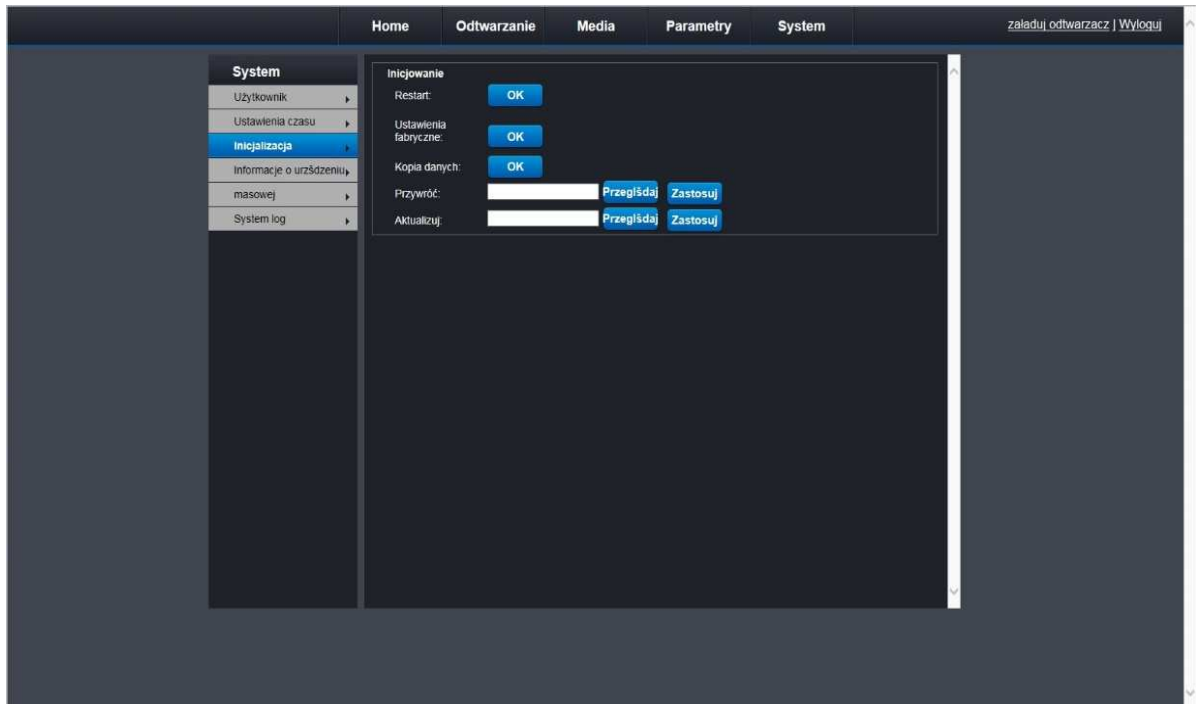 Home Odtwarzanie Media Parametry System załaduj odtwarzacz | Wyloguj
System
Użytkownik
Ustawienia czasu
Inicjalizacja
Informacje o urzšdzeniu
masowej
System log
Inicjowanie
Restart: OK
Ustawienia
fabryczne: OK
Kopia danych: OK
Przywróć: Przeglšdaj Zastosuj
Aktualizuj: Przeglšdaj Zastosuj